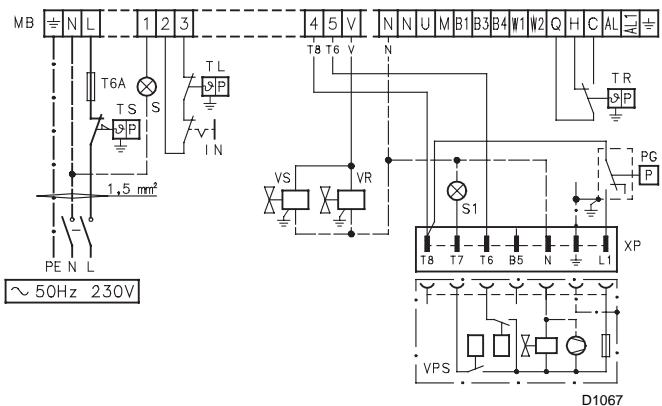 MB
⏚ N L
1 2 3
4 5 V
N N U M B1 B3 B4 W1 W2 Q H C AL AL1 ⏚
T8 T6 V N
T6A
TS
ϑ P
S
TL
ϑ P
IN
TR
ϑ P
1,5 mm²
VS
VR
S1
PG
P
PE N L
~ 50Hz 230V
T8 T7 T6 B5 N ⏚ L1
XP
VPS
D1067